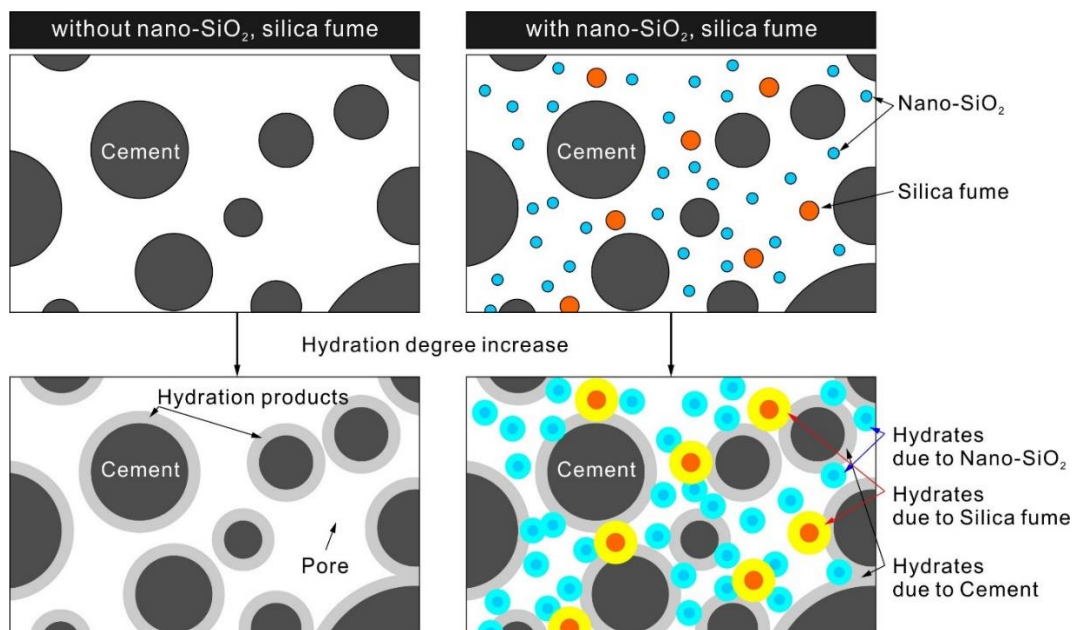 without nano-SiO₂, silica fume
with nano-SiO₂, silica fume
Cement
Cement
Nano-SiO₂
Silica fume
Hydration degree increase
Hydration products
Cement
Pore
Cement
Hydrates
due to Nano-SiO₂
Hydrates
due to Silica fume
Hydrates
due to Cement